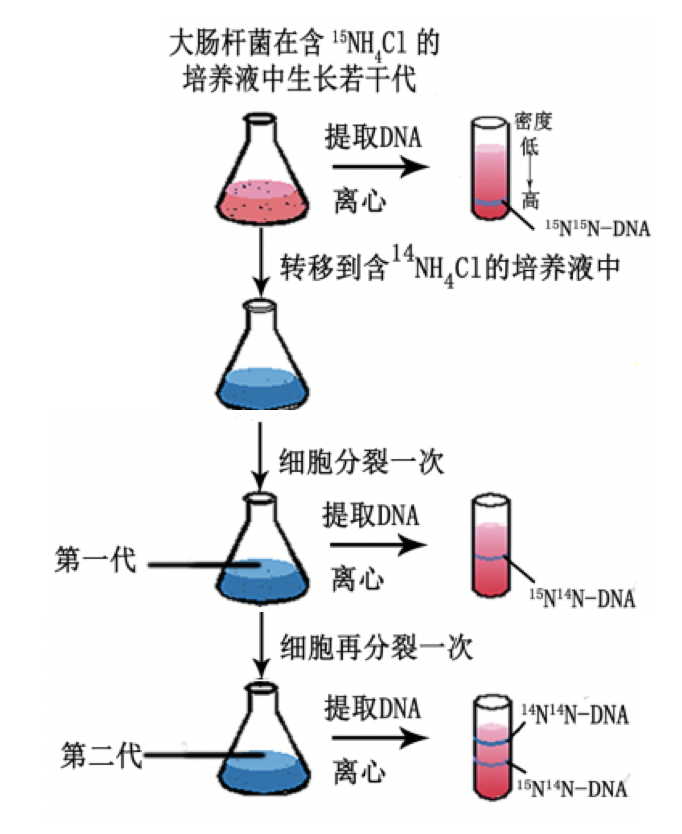 大肠杆菌在含 ¹⁵NH₄Cl 的
培养液中生长若干代
提取DNA
离心
密度
低
高
¹⁵N¹⁵N-DNA
转移到含¹⁴NH₄Cl的培养液中
细胞分裂一次
第一代
提取DNA
离心
¹⁵N¹⁴N-DNA
细胞再分裂一次
第二代
提取DNA
离心
¹⁴N¹⁴N-DNA
¹⁵N¹⁴N-DNA